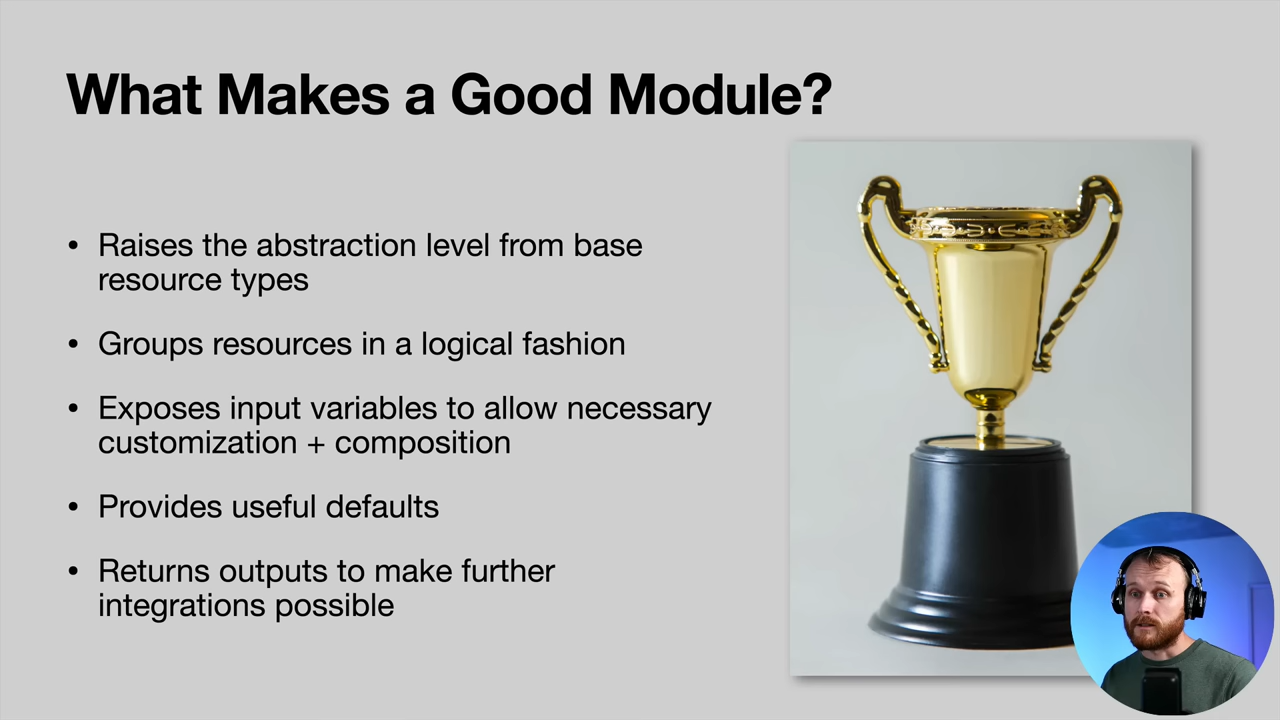 What Makes a Good Module?
• Raises the abstraction level from base
resource types
• Groups resources in a logical fashion
• Exposes input variables to allow necessary
customization + composition
• Provides useful defaults
• Returns outputs to make further
integrations possible